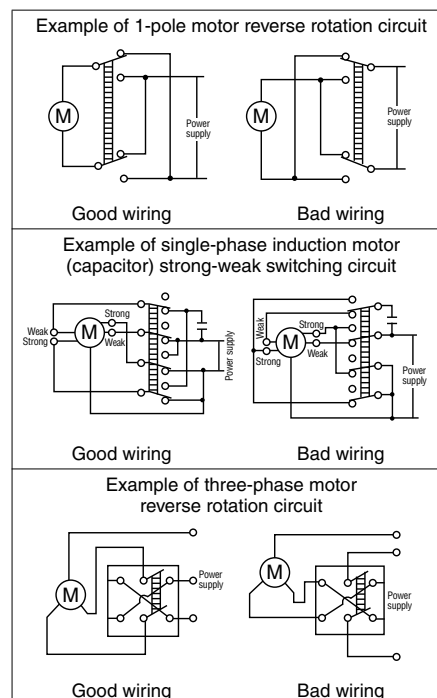 Example of 1-pole motor reverse rotation circuit
M
Power
supply
M
Power
supply
Good wiring
Bad wiring
Example of single-phase induction motor
(capacitor) strong-weak switching circuit
Strong
Weak
Strong
M
Weak
Power supply
Weak
Strong
Strong
M
Weak
Power
supply
Good wiring
Bad wiring
Example of three-phase motor
reverse rotation circuit
M
Power
supply
M
Power
supply
Good wiring
Bad wiring